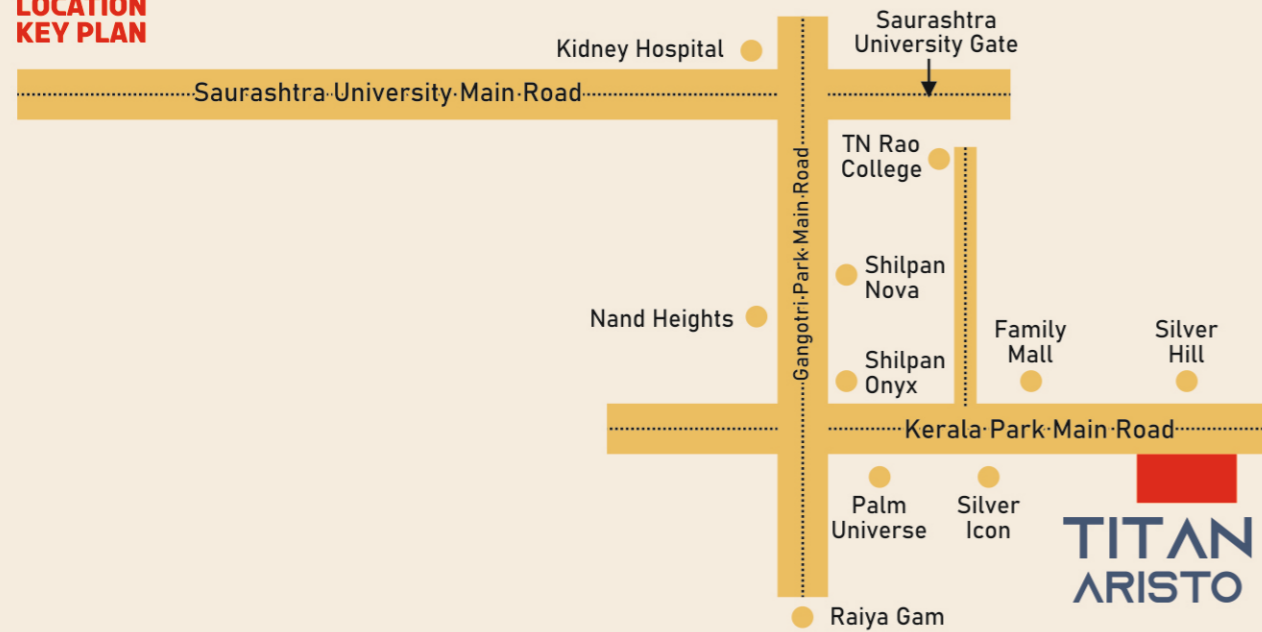 LOCATION
KEY PLAN
Saurashtra
University Gate
Kidney Hospital
Saurashtra University Main Road
TN Rao
College
Gangotri Park Main Road
Shilpan
Nova
Nand Heights
Family
Mall
Silver
Hill
Shilpan
Onyx
Kerala Park Main Road
Palm
Universe
Silver
Icon
TITAN
ARISTO
Raiya Gam